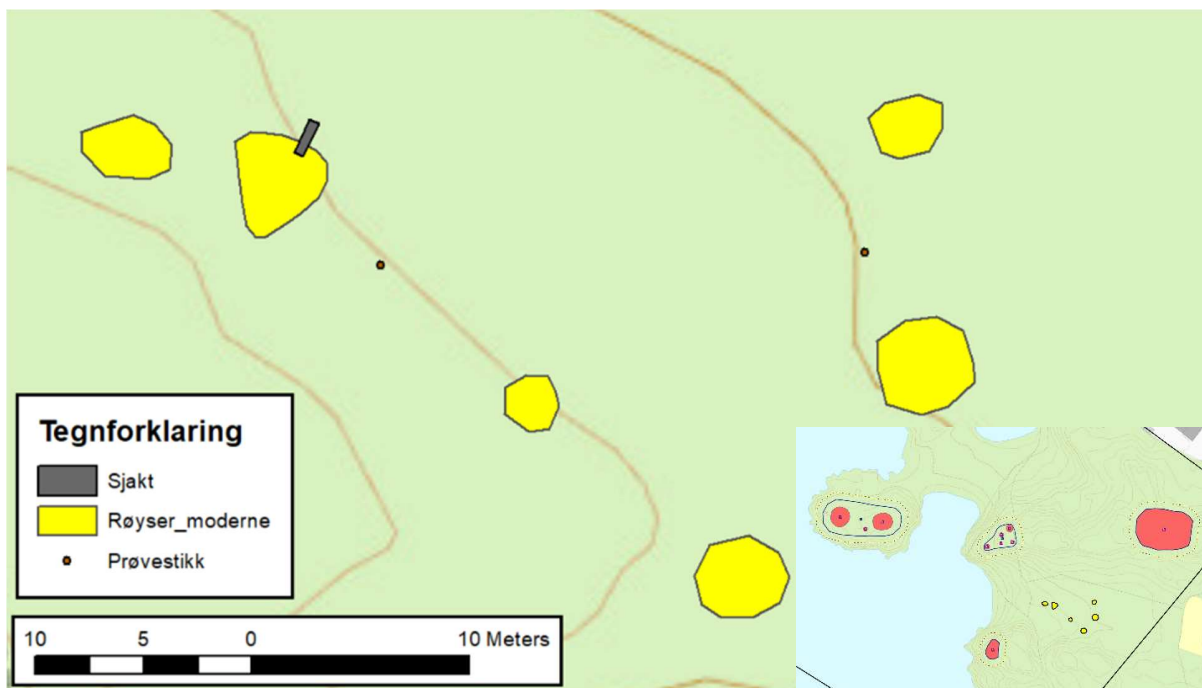 Tegnforklaring
Sjakt
Røyser_moderne
Prøvestikk
10 5 0 10 Meters